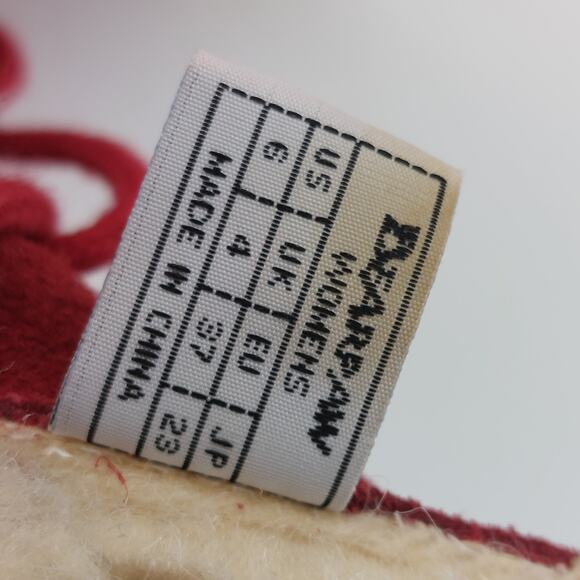 BEARPAW
WOMENS
US UK EU JP
6 4 37 23
MADE IN CHINA